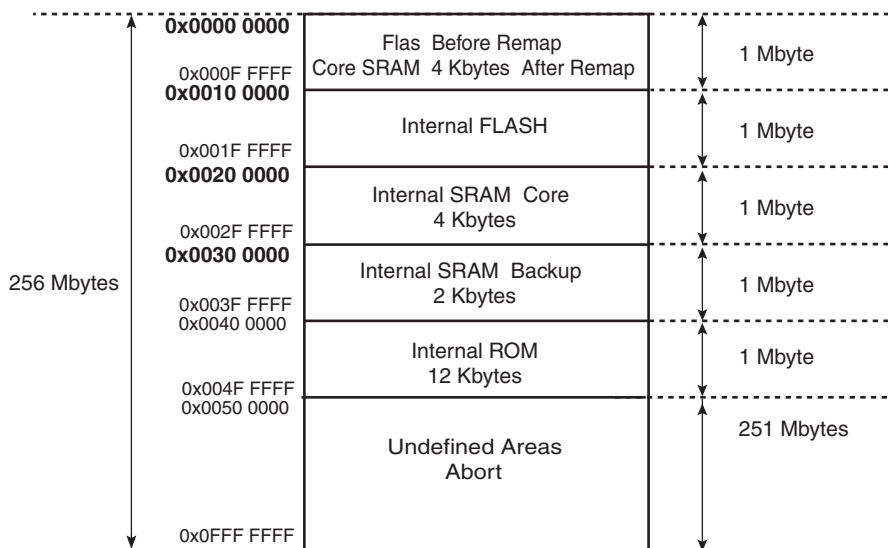 0x0000 0000
Flas Before Remap
Core SRAM 4 Kbytes After Remap
1 Mbyte
0x000F FFFF
0x0010 0000
Internal FLASH
1 Mbyte
0x001F FFFF
0x0020 0000
Internal SRAM Core
4 Kbytes
1 Mbyte
0x002F FFFF
0x0030 0000
256 Mbytes
Internal SRAM Backup
2 Kbytes
1 Mbyte
0x003F FFFF
0x0040 0000
Internal ROM
12 Kbytes
1 Mbyte
0x004F FFFF
0x0050 0000
251 Mbytes
Undefined Areas
Abort
0x0FFF FFFF